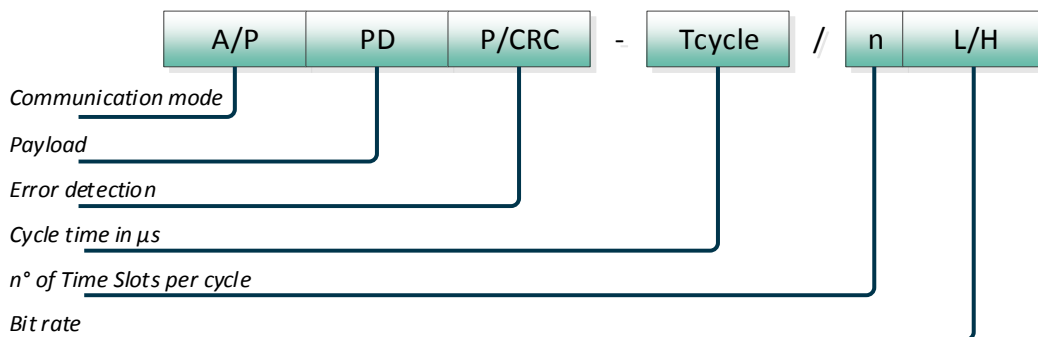 A/P PD P/CRC - Tcycle / n L/H
Communication mode
Payload
Error detection
Cycle time in µs
n° of Time Slots per cycle
Bit rate